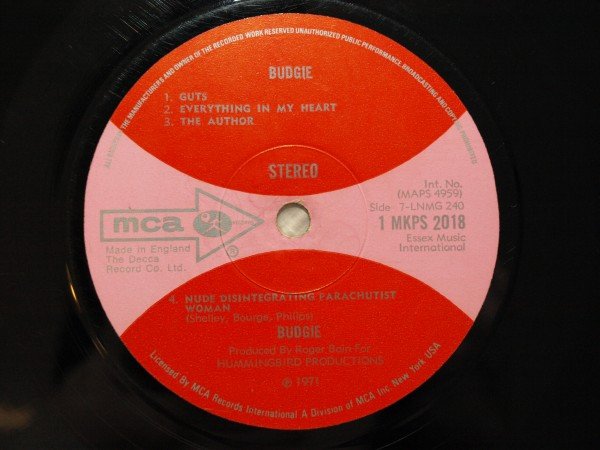 THE MANUFACTURERS AND OWNER OF THE RECORDED WORK RESERVED UNAUTHORIZED PUBLIC PERFORMANCE, BROADCASTING AND COPYING PROHIBITED
BUDGIE
1. GUTS
2. EVERYTHING IN MY HEART
3. THE AUTHOR
STEREO
Int. No.
(MAPS 4959)
Side 7-LNMG 240
1 MKPS 2018
Essex Music
International
mca
®
Made in England
The Decca
Record Co. Ltd.
4. NUDE DISINTEGRATING PARACHUTIST
WOMAN
(Shelley, Bourge, Phillips)
BUDGIE
Produced By Roger Bain For
HUMMINGBIRD PRODUCTIONS
℗ 1971
Licensed By MCA Records International A Division of MCA Inc. New York USA